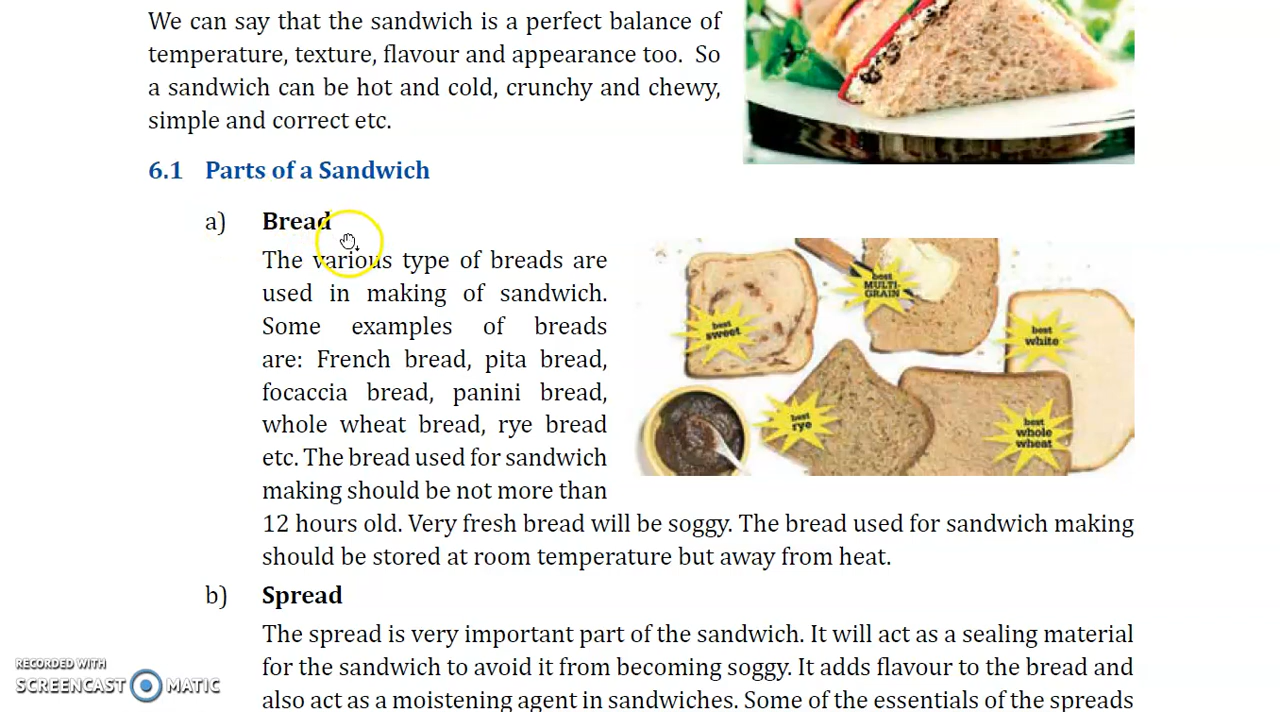 We can say that the sandwich is a perfect balance of
temperature, texture, flavour and appearance too. So
a sandwich can be hot and cold, crunchy and chewy,
simple and correct etc.
6.1 Parts of a Sandwich
a) Bread
The various type of breads are
used in making of sandwich.
Some examples of breads
are: French bread, pita bread,
focaccia bread, panini bread,
whole wheat bread, rye bread
etc. The bread used for sandwich
making should be not more than
12 hours old. Very fresh bread will be soggy. The bread used for sandwich making
should be stored at room temperature but away from heat.
best
MULTI-
GRAIN
best
sweet
best
white
best
rye
best
whole
wheat
b) Spread
The spread is very important part of the sandwich. It will act as a sealing material
for the sandwich to avoid it from becoming soggy. It adds flavour to the bread and
also act as a moistening agent in sandwiches. Some of the essentials of the spreads
RECORDED WITH
SCREENCAST MATIC